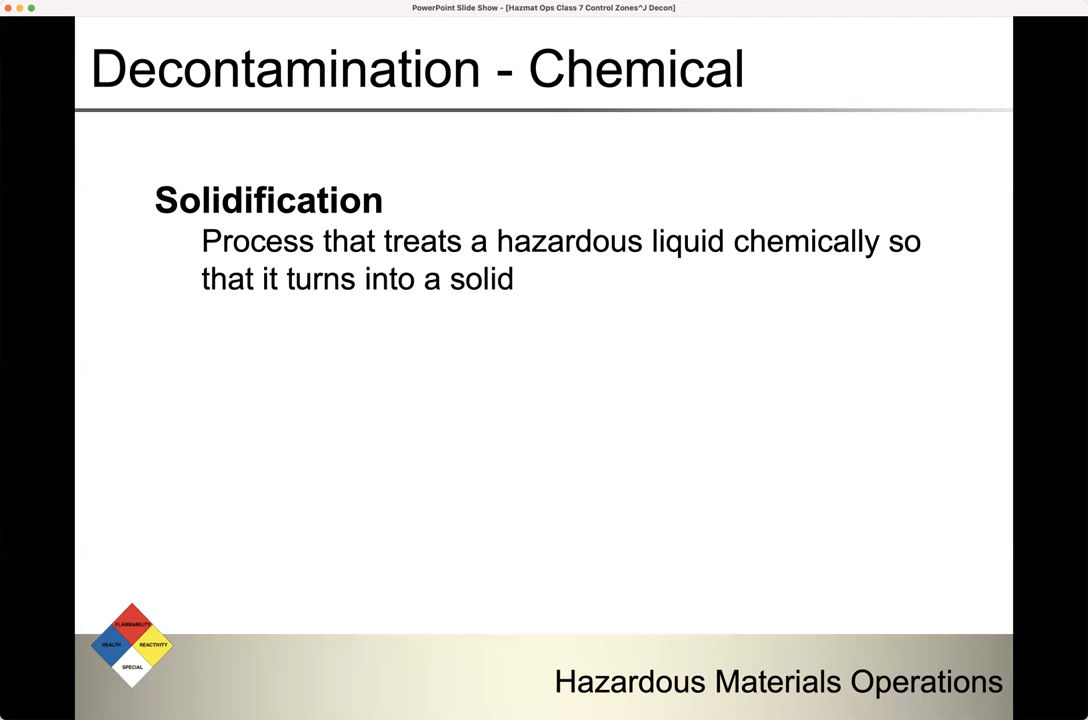 PowerPoint Slide Show - [Hazmat Ops Class 7 Control Zones^J Decon]
Decontamination - Chemical
Solidification
Process that treats a hazardous liquid chemically so
that it turns into a solid
FLAMMABILITY
HEALTH
REACTIVITY
SPECIAL
Hazardous Materials Operations